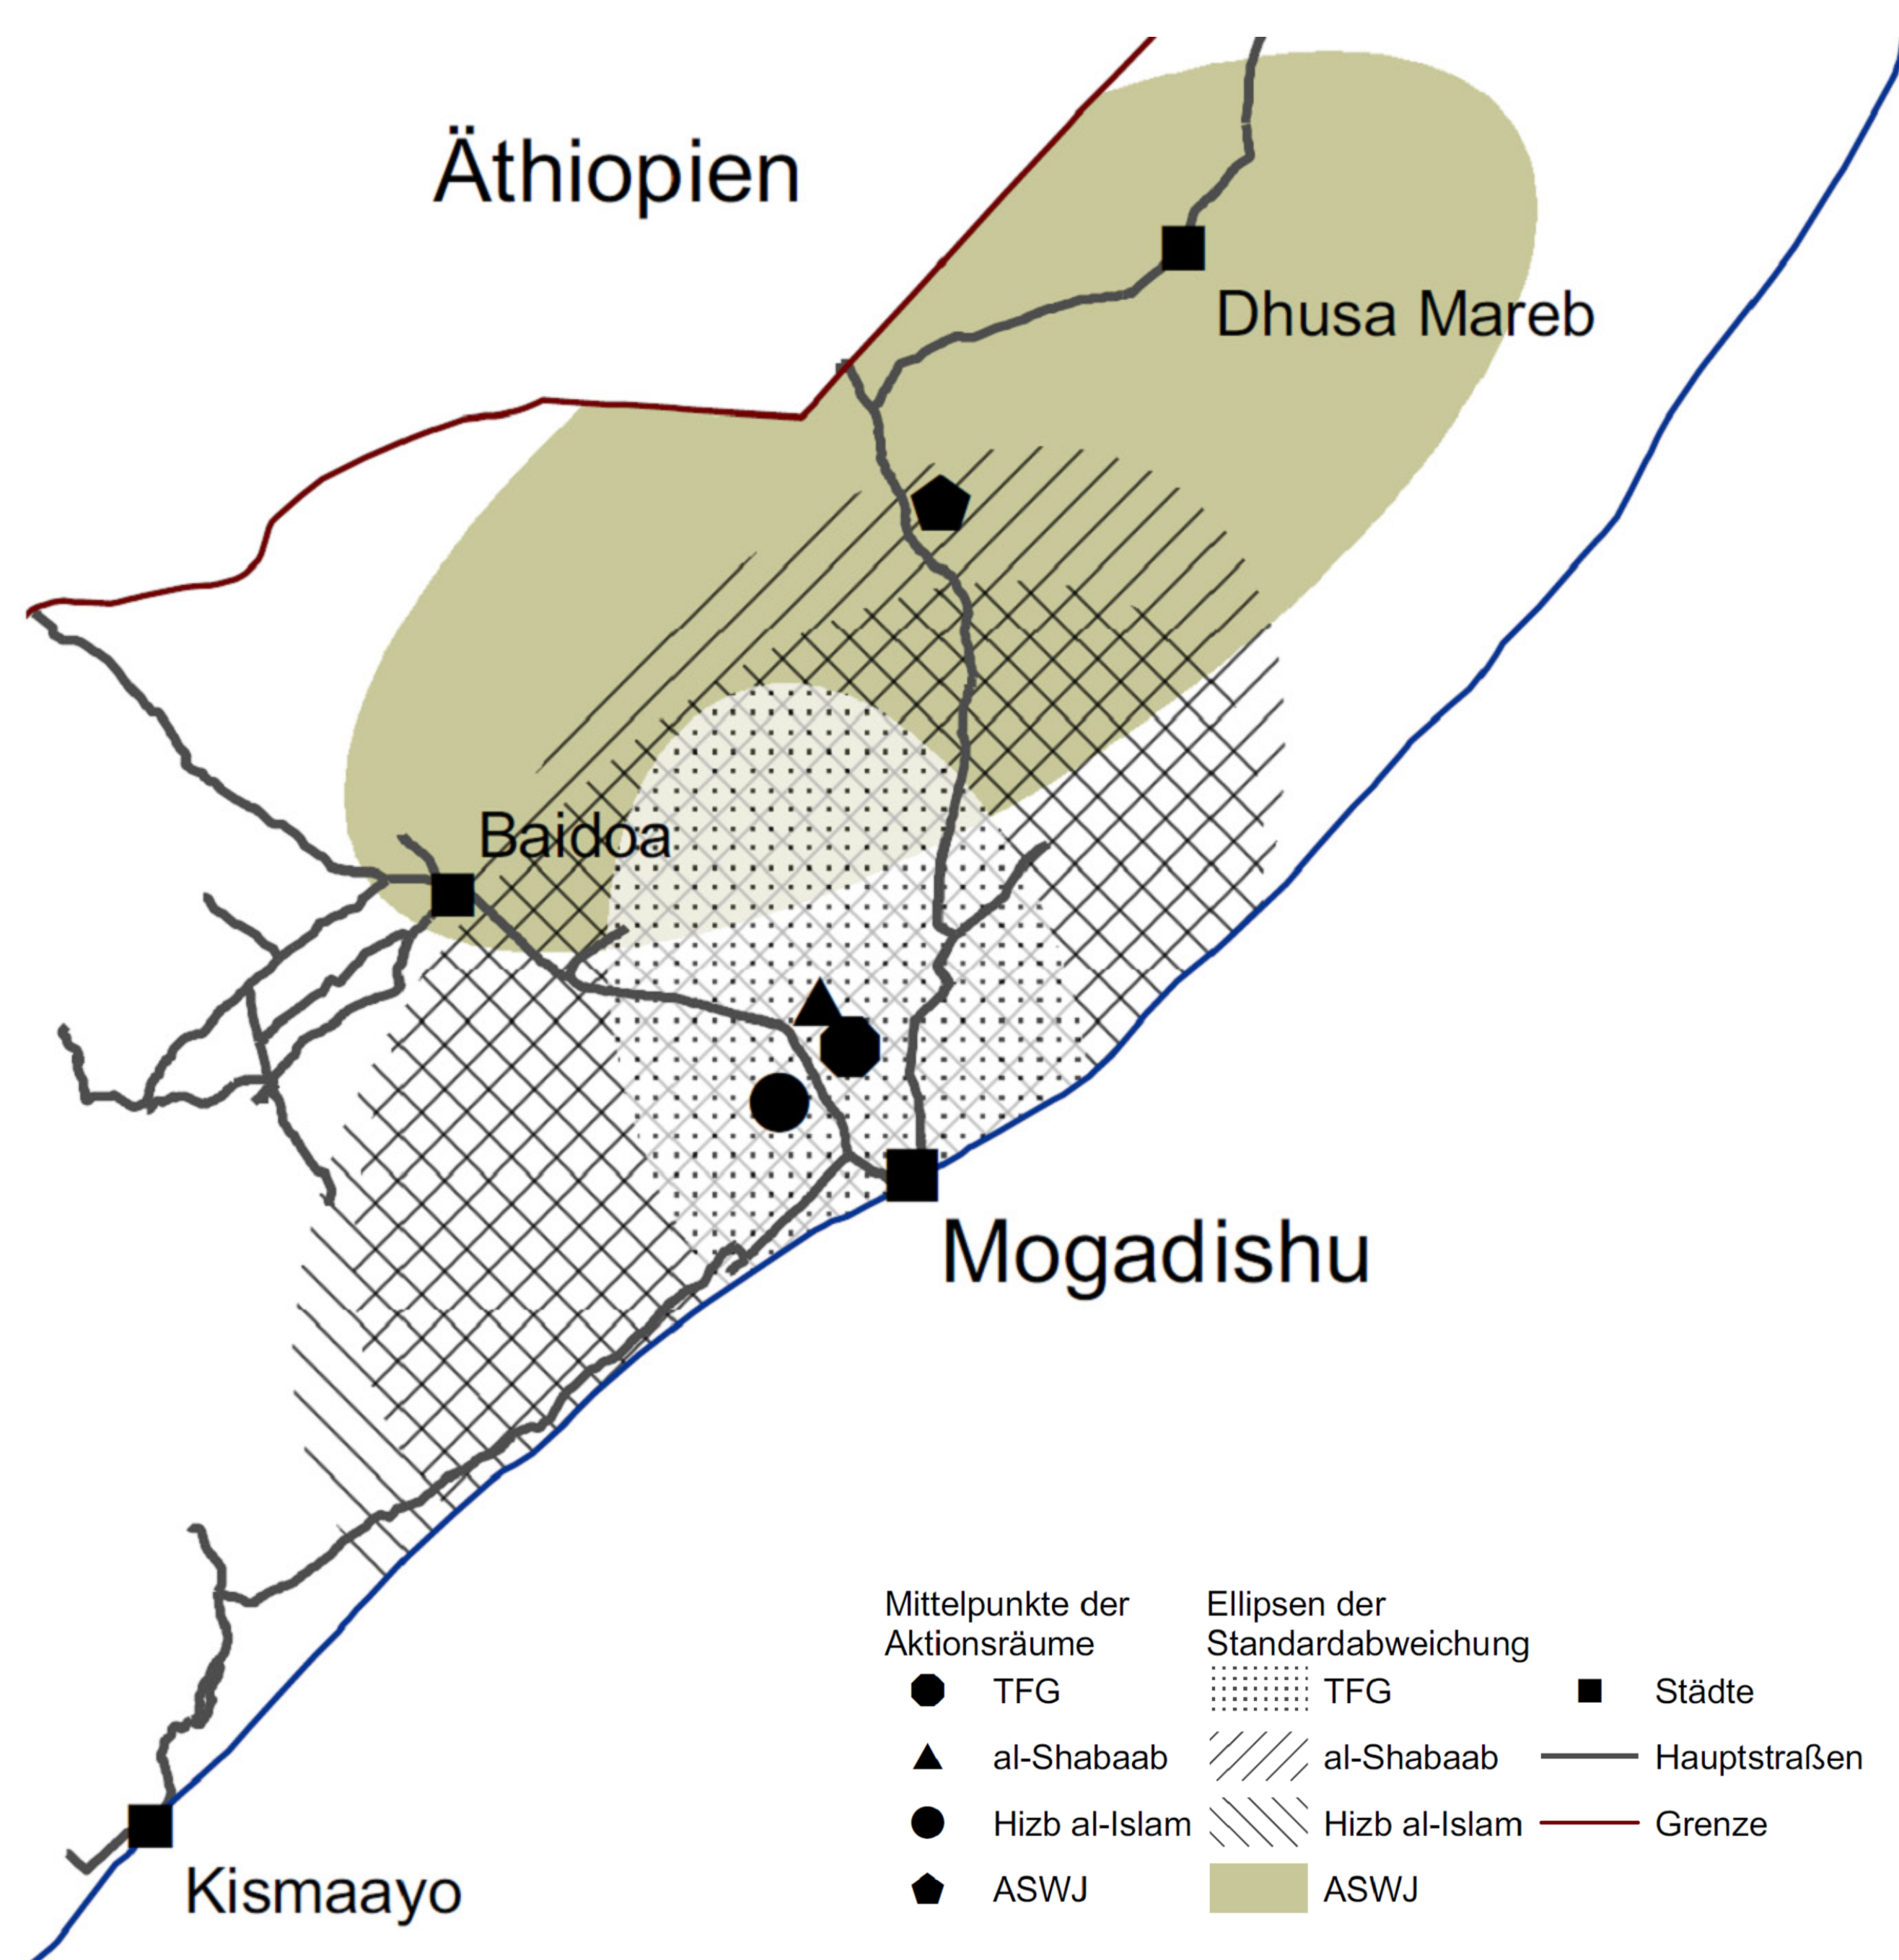 Äthiopien
Dhusa Mareb
Baidoa
Mogadishu
Kismaayo
Mittelpunkte der
Aktionsräume
TFG
al-Shabaab
Hizb al-Islam
ASWJ
Ellipsen der
Standardabweichung
TFG
al-Shabaab
Hizb al-Islam
ASWJ
Städte
Hauptstraßen
Grenze